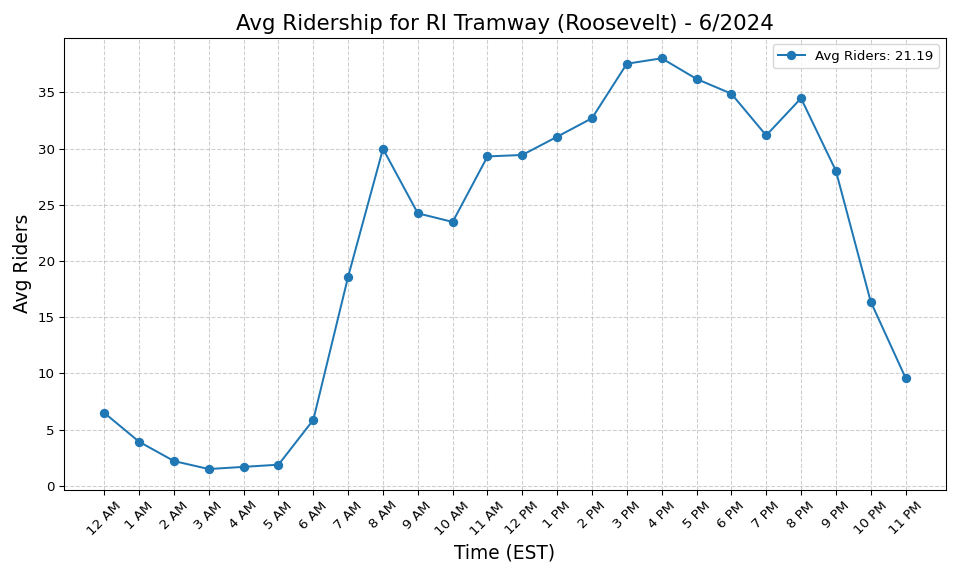 Avg Ridership for RI Tramway (Roosevelt) - 6/2024
Avg Riders: 21.19
Avg Riders
35
30
25
20
15
10
5
0
12 AM
1 AM
2 AM
3 AM
4 AM
5 AM
6 AM
7 AM
8 AM
9 AM
10 AM
11 AM
12 PM
1 PM
2 PM
3 PM
4 PM
5 PM
6 PM
7 PM
8 PM
9 PM
10 PM
11 PM
Time (EST)